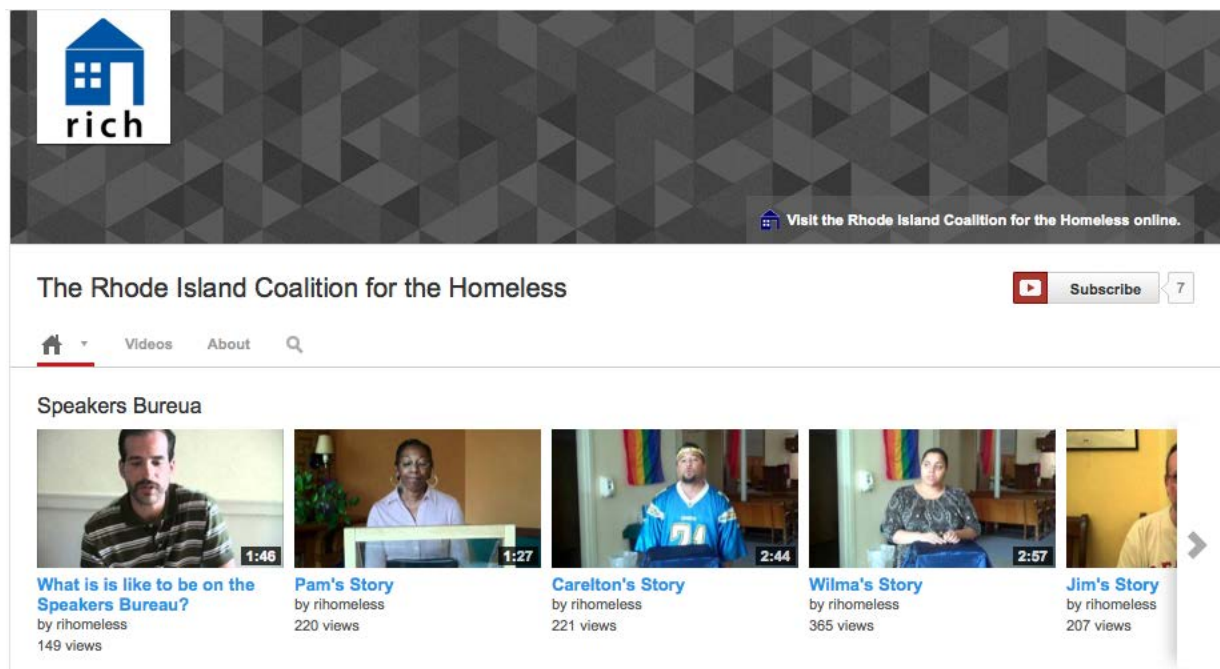 rich
Visit the Rhode Island Coalition for the Homeless online.
The Rhode Island Coalition for the Homeless
Subscribe
7
Videos
About
Speakers Bureua
1:46
1:27
21
2:44
2:57
What is is like to be on the
Speakers Bureau?
by rihomeless
149 views
Pam's Story
by rihomeless
220 views
Carelton's Story
by rihomeless
221 views
Wilma's Story
by rihomeless
365 views
Jim's Story
by rihomeless
207 views